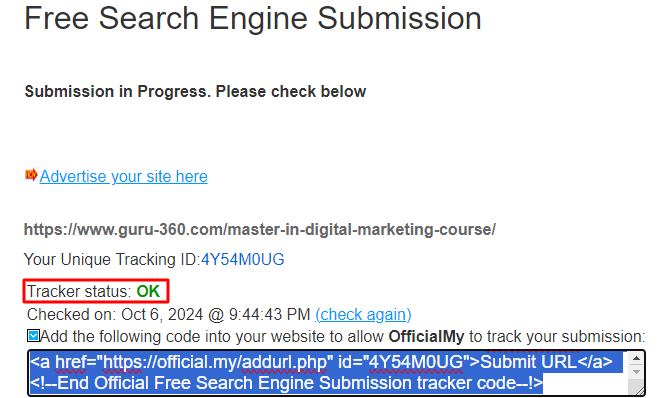 Free Search Engine Submission
Submission in Progress. Please check below
Advertise your site here
https://www.guru-360.com/master-in-digital-marketing-course/
Your Unique Tracking ID:4Y54M0UG
Tracker status: OK
Checked on: Oct 6, 2024 @ 9:44:43 PM (check again)
Add the following code into your website to allow OfficialMy to track your submission:
<a href="https://official.my/addurl.php" id="4Y54M0UG">Submit URL</a>
<!--End Official Free Search Engine Submission tracker code--!>